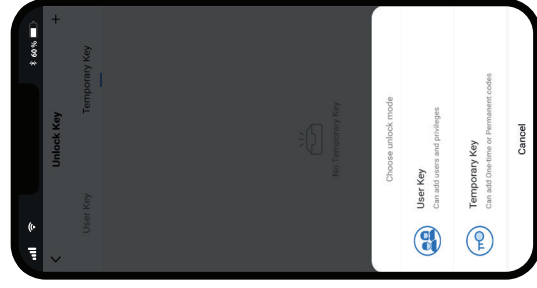 60 %
Unlock Key
User Key
Temporary Key
No Temporary Key
Choose unlock mode
User Key
Can add users and privileges
Temporary Key
Can add One-time or Permanent codes
Cancel